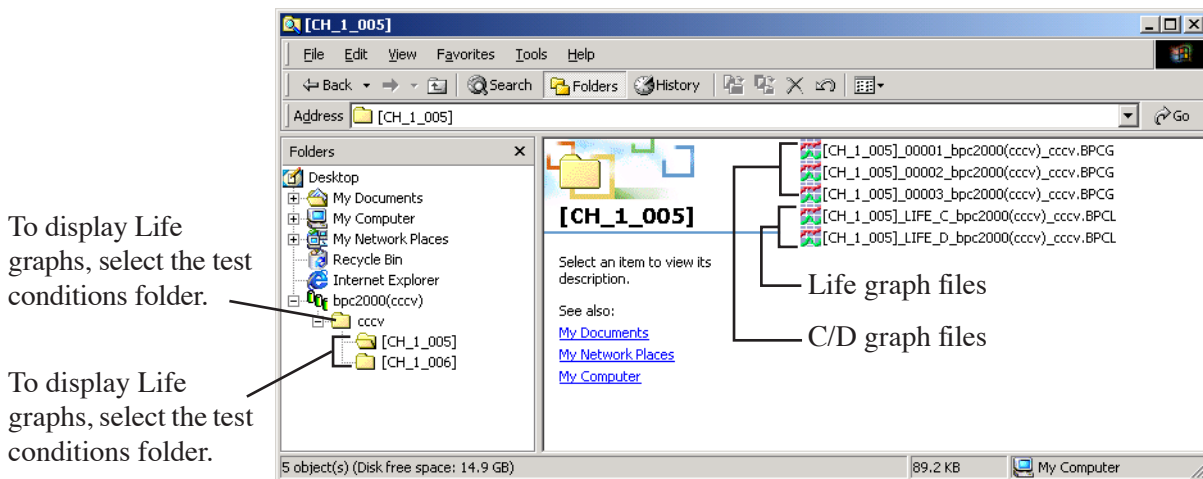 [CH_1_005]
File Edit View Favorites Tools Help
Back Search Folders History
Address [CH_1_005] Go
Folders
Desktop
My Documents
My Computer
My Network Places
Recycle Bin
Internet Explorer
bpc2000(cccv)
cccv
[CH_1_005]
[CH_1_006]
[CH_1_005]
Select an item to view its
description.
See also:
My Documents
My Network Places
My Computer
[CH_1_005]_00001_bpc2000(cccv)_cccv.BPCG
[CH_1_005]_00002_bpc2000(cccv)_cccv.BPCG
[CH_1_005]_00003_bpc2000(cccv)_cccv.BPCG
[CH_1_005]_LIFE_C_bpc2000(cccv)_cccv.BPCL
[CH_1_005]_LIFE_D_bpc2000(cccv)_cccv.BPCL
Life graph files
C/D graph files
To display Life
graphs, select the test
conditions folder.
To display Life
graphs, select the test
conditions folder.
5 object(s) (Disk free space: 14.9 GB) 89.2 KB My Computer